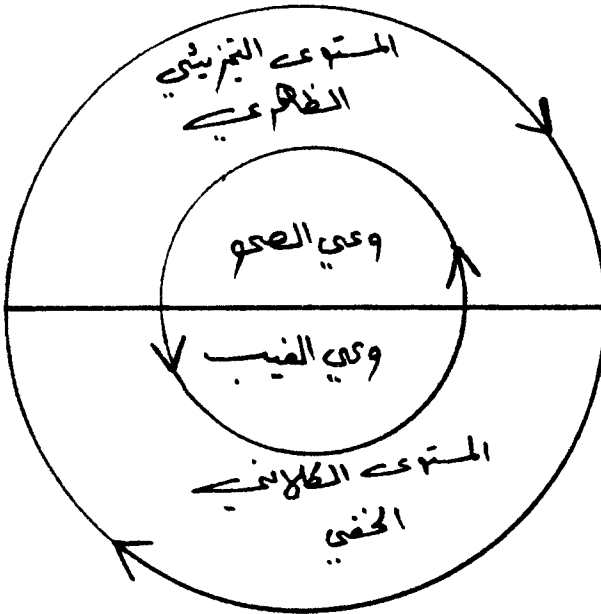 المستوى التجزيئي
الظاهري
وعي الصحو
وعي الغيب
المستوى الكلاني
الخفي